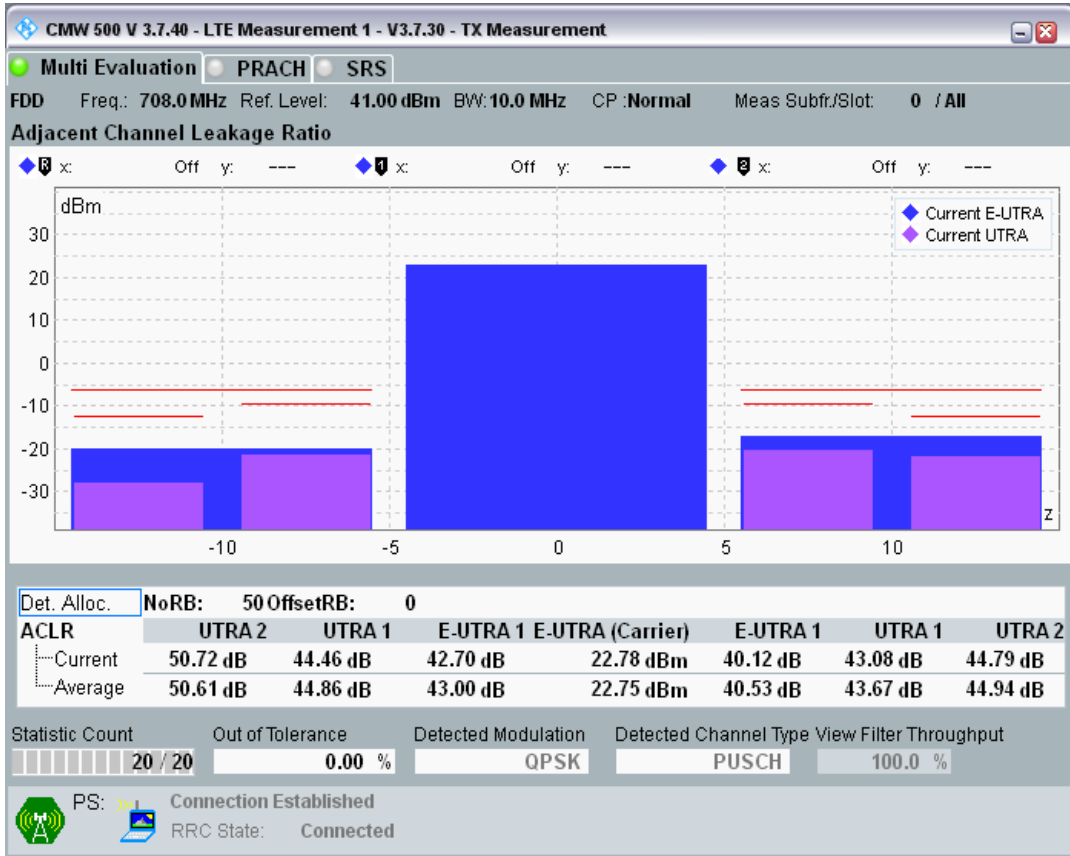 CMW 500 V 3.7.40 - LTE Measurement 1 - V3.7.30 - TX Measurement
Multi Evaluation PRACH SRS
FDD Freq.: 708.0 MHz Ref. Level: 41.00 dBm BW: 10.0 MHz CP :Normal Meas Subfr./Slot: 0 / All
Adjacent Channel Leakage Ratio
R x: Off y: --- 1 x: Off y: --- 2 x: Off y: ---
dBm
Current E-UTRA
Current UTRA
30
20
10
0
-10
-20
-30
z
-10 -5 0 5 10
Det. Alloc. NoRB: 50 OffsetRB: 0
ACLR UTRA 2 UTRA 1 E-UTRA 1 E-UTRA (Carrier) E-UTRA 1 UTRA 1 UTRA 2
Current 50.72 dB 44.46 dB 42.70 dB 22.78 dBm 40.12 dB 43.08 dB 44.79 dB
Average 50.61 dB 44.86 dB 43.00 dB 22.75 dBm 40.53 dB 43.67 dB 44.94 dB
Statistic Count Out of Tolerance Detected Modulation Detected Channel Type View Filter Throughput
20 / 20 0.00 % QPSK PUSCH 100.0 %
PS: Connection Established
RRC State: Connected